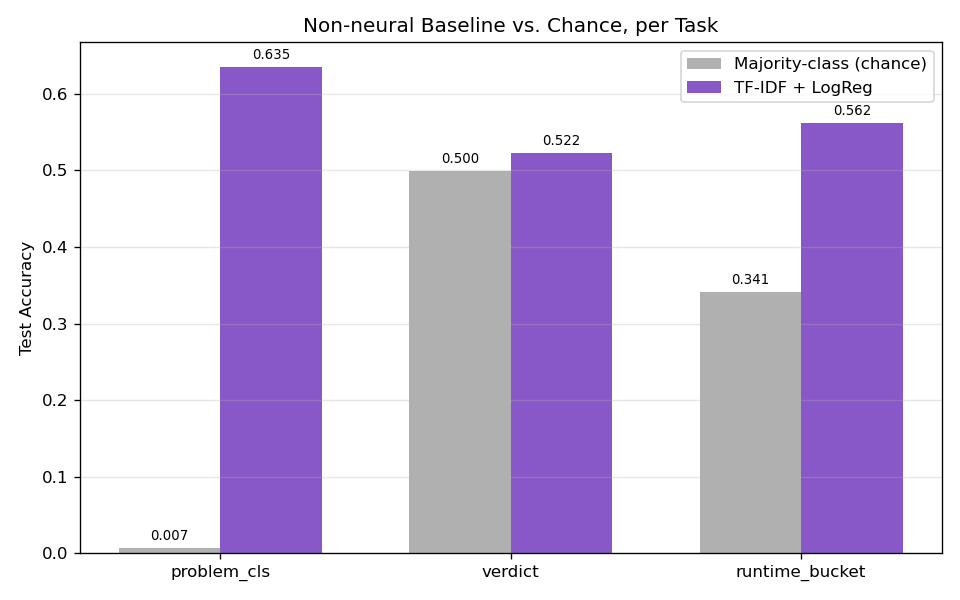 Non-neural Baseline vs. Chance, per Task
Majority-class (chance)
TF-IDF + LogReg
Test Accuracy
0.6
0.5
0.4
0.3
0.2
0.1
0.0
0.007
0.635
0.500
0.522
0.341
0.562
problem_cls
verdict
runtime_bucket